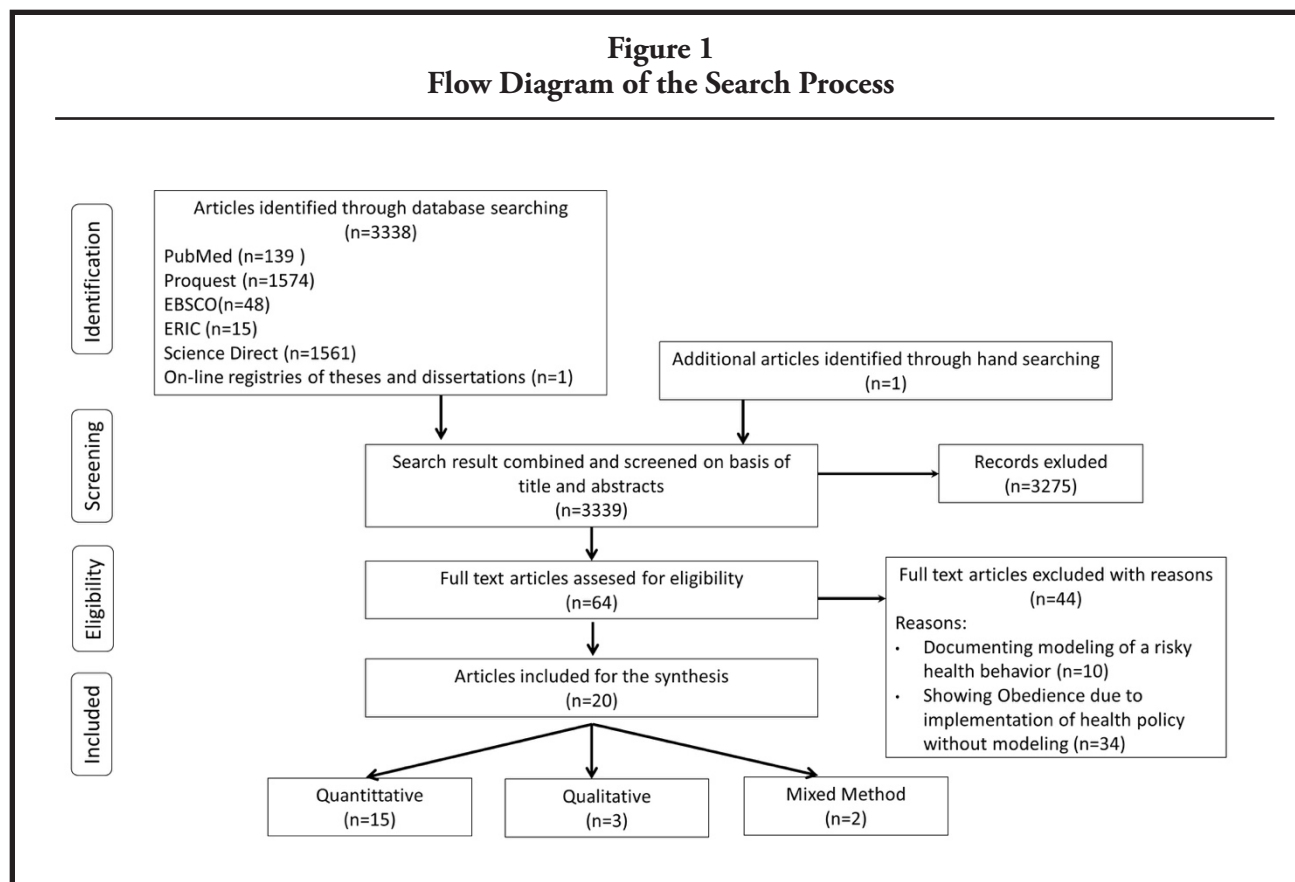 Figure 1
Flow Diagram of the Search Process
Identification
Articles identified through database searching
(n=3338)
PubMed (n=139 )
Proquest (n=1574)
EBSCO(n=48)
ERIC (n=15)
Science Direct (n=1561)
On-line registries of theses and dissertations (n=1)
Additional articles identified through hand searching
(n=1)
Screening
Search result combined and screened on basis of
title and abstracts
(n=3339)
Records exluded
(n=3275)
Eligibility
Full text articles assesed for eligibility
(n=64)
Full text articles excluded with reasons
(n=44)
Reasons:
• Documenting modeling of a risky
health behavior (n=10)
• Showing Obedience due to
implementation of health policy
without modeling (n=34)
Included
Articles included for the synthesis
(n=20)
Quantittative
(n=15)
Qualitative
(n=3)
Mixed Method
(n=2)